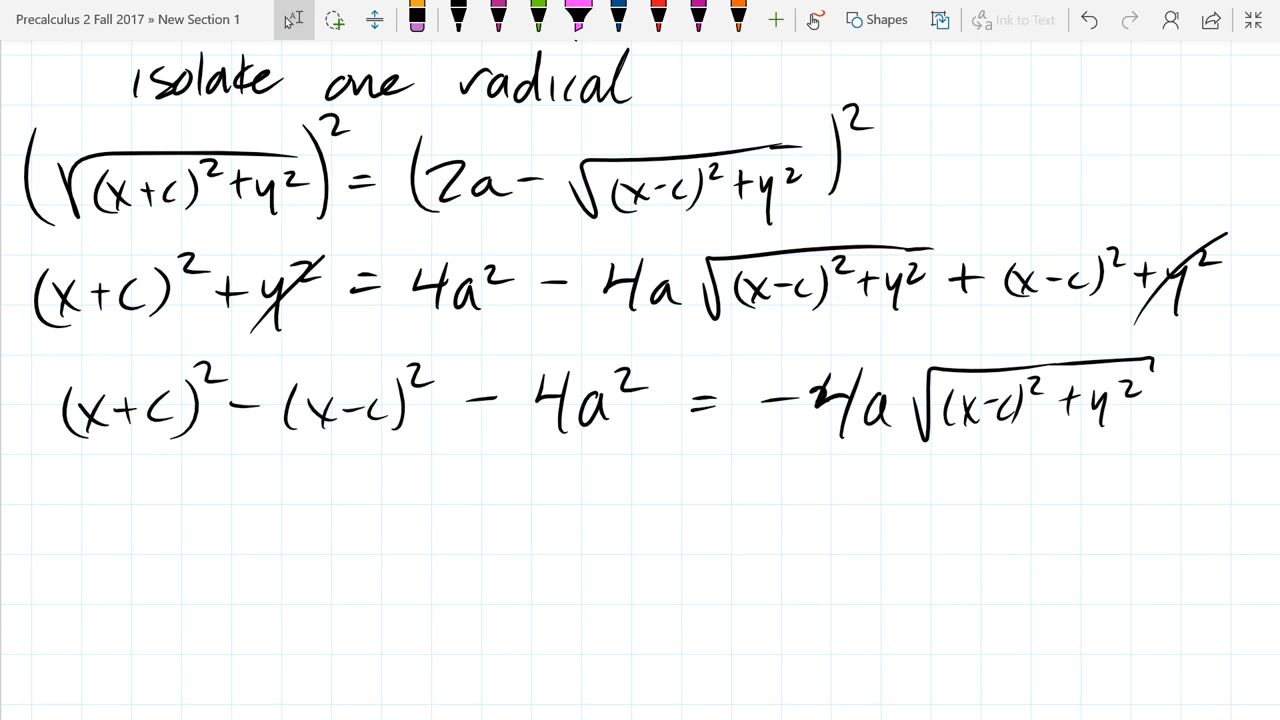 Precalculus 2 Fall 2017 » New Section 1 Shapes Ink to Text
isolate one radical
(√((x+c)²+y²))² = (2a - √((x-c)²+y²))²
(x+c)²+y² = 4a² - 4a√((x-c)²+y²) + (x-c)²+y²
(x+c)² - (x-c)² - 4a² = -4a√((x-c)²+y²)